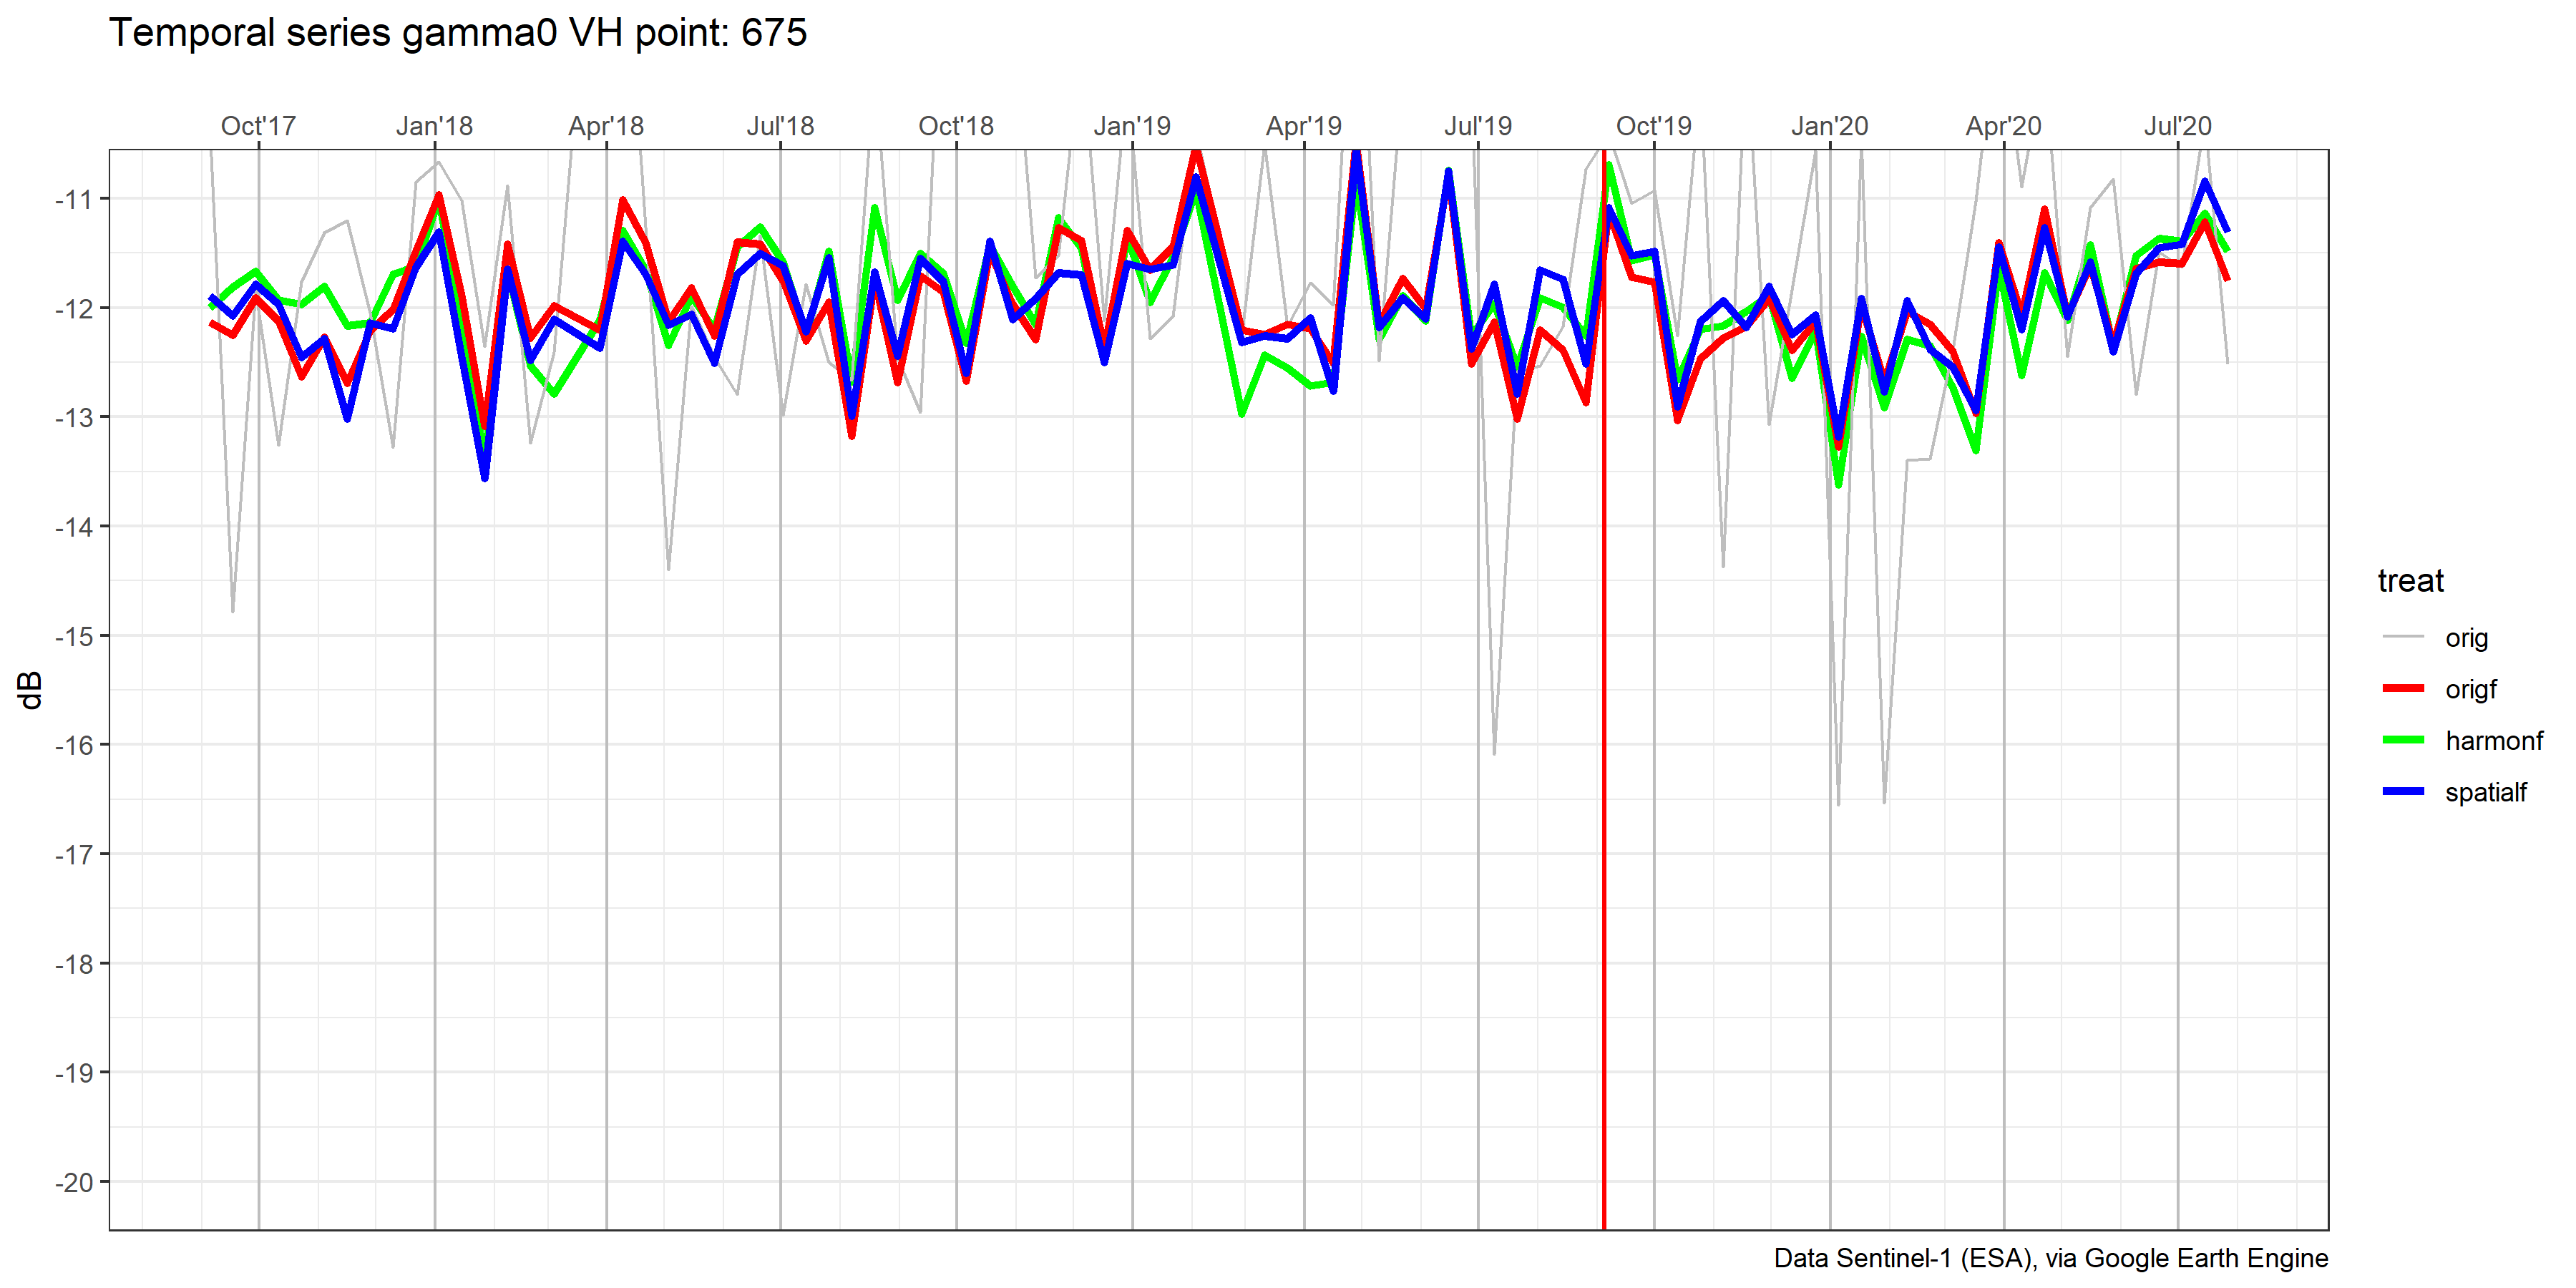 Temporal series gamma0 VH point: 675
Oct'17 Jan'18 Apr'18 Jul'18 Oct'18 Jan'19 Apr'19 Jul'19 Oct'19 Jan'20 Apr'20 Jul'20
-11
-12
-13
-14
-15
-16
-17
-18
-19
-20
dB
treat
orig
origf
harmonf
spatialf
Data Sentinel-1 (ESA), via Google Earth Engine